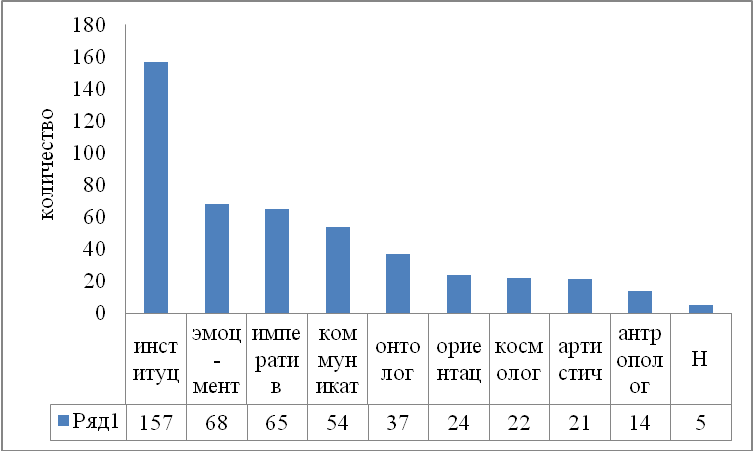 180
160
140
120
100
80
60
40
20
0
количество
инст
итуц
эмоц
-
мент
импе
ратив
в
ком
мун
икат
онто
лог
орие
нтац
косм
олог
арти
стич
антр
опол
ог
Н
Ряд1 157 68 65 54 37 24 22 21 14 5